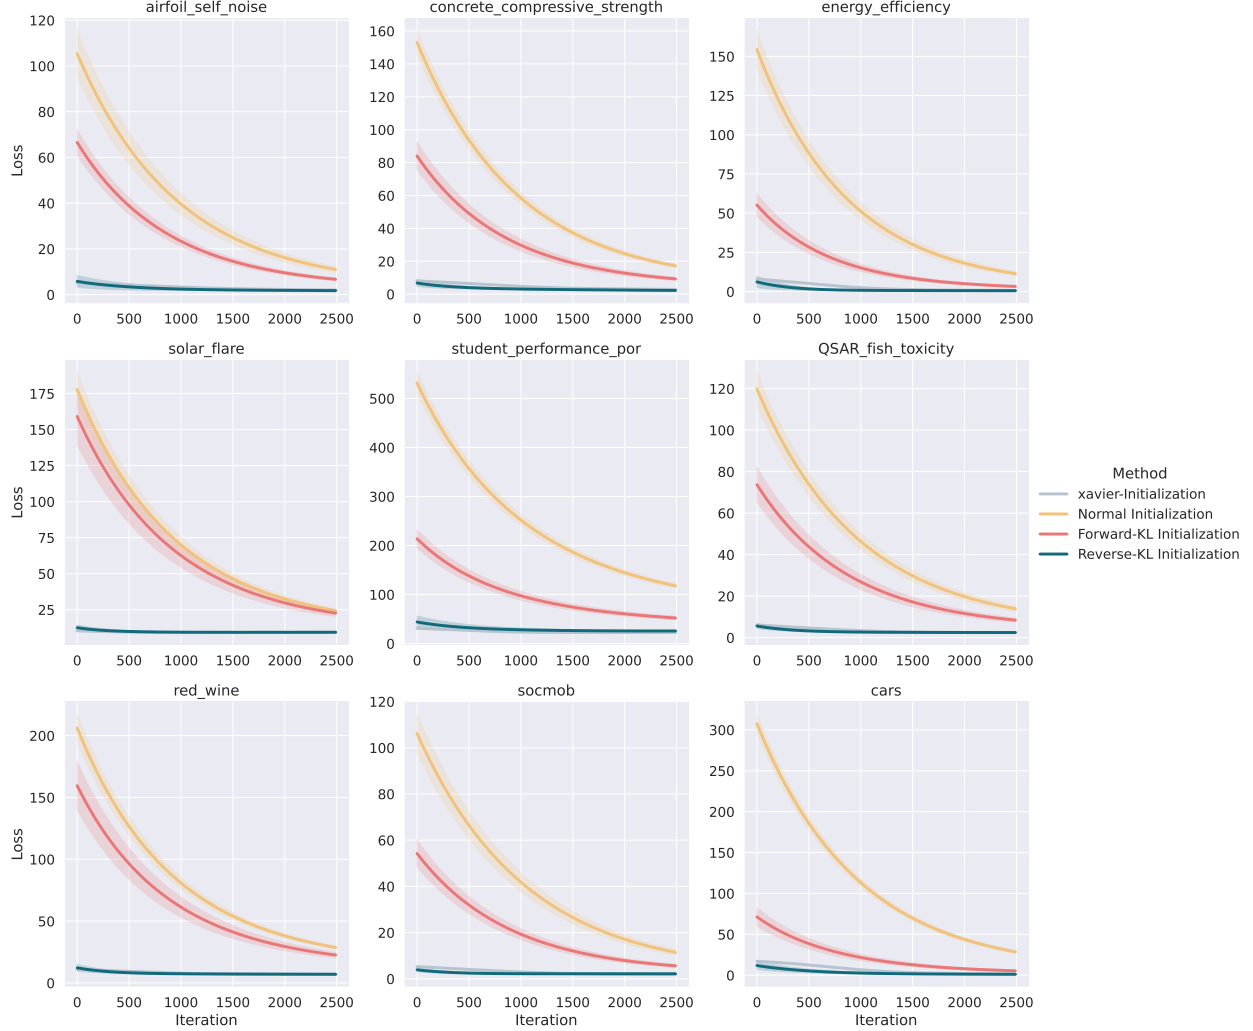 airfoil_self_noise
concrete_compressive_strength
energy_efficiency
120
100
80
60
40
20
0
Loss
0 500 1000 1500 2000 2500
160
140
120
100
80
60
40
20
0
0 500 1000 1500 2000 2500
150
125
100
75
50
25
0
0 500 1000 1500 2000 2500
solar_flare
student_performance_por
QSAR_fish_toxicity
175
150
125
100
75
50
25
Loss
0 500 1000 1500 2000 2500
500
400
300
200
100
0
0 500 1000 1500 2000 2500
120
100
80
60
40
20
0
0 500 1000 1500 2000 2500
Method
xavier-Initialization
Normal Initialization
Forward-KL Initialization
Reverse-KL Initialization
red_wine
socmob
cars
200
150
100
50
0
Loss
0 500 1000 1500 2000 2500
Iteration
120
100
80
60
40
20
0
0 500 1000 1500 2000 2500
Iteration
300
250
200
150
100
50
0
0 500 1000 1500 2000 2500
Iteration